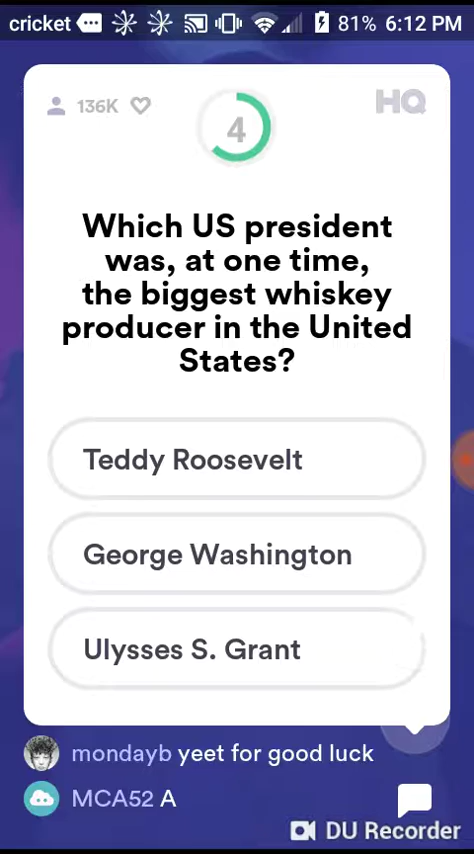 cricket 81% 6:12 PM
136K 4 HQ
Which US president
was, at one time,
the biggest whiskey
producer in the United
States?
Teddy Roosevelt
George Washington
Ulysses S. Grant
mondayb yeet for good luck
MCA52 A
DU Recorder